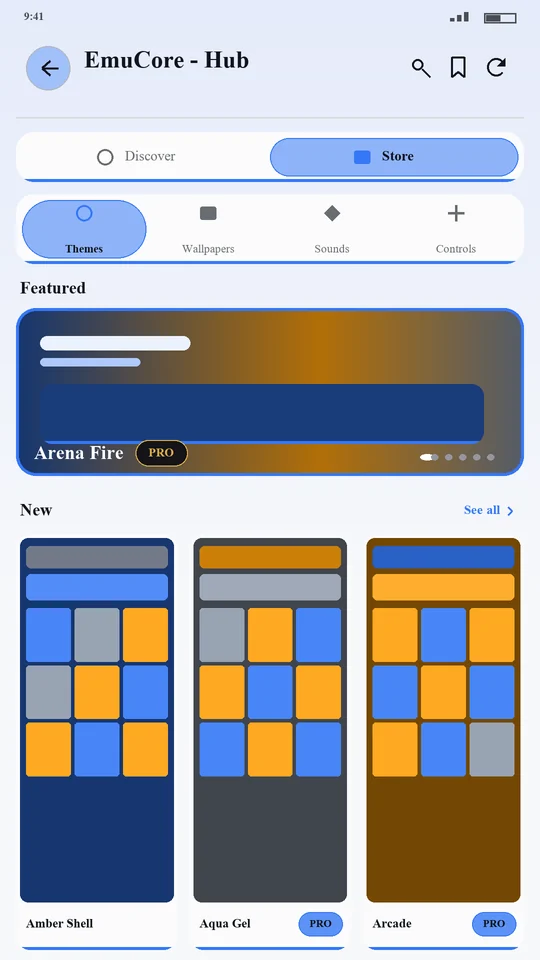 9:41
EmuCore - Hub
Discover
Store
Themes
Wallpapers
Sounds
Controls
Featured
Arena Fire
PRO
New
See all
Amber Shell
Aqua Gel
PRO
Arcade
PRO